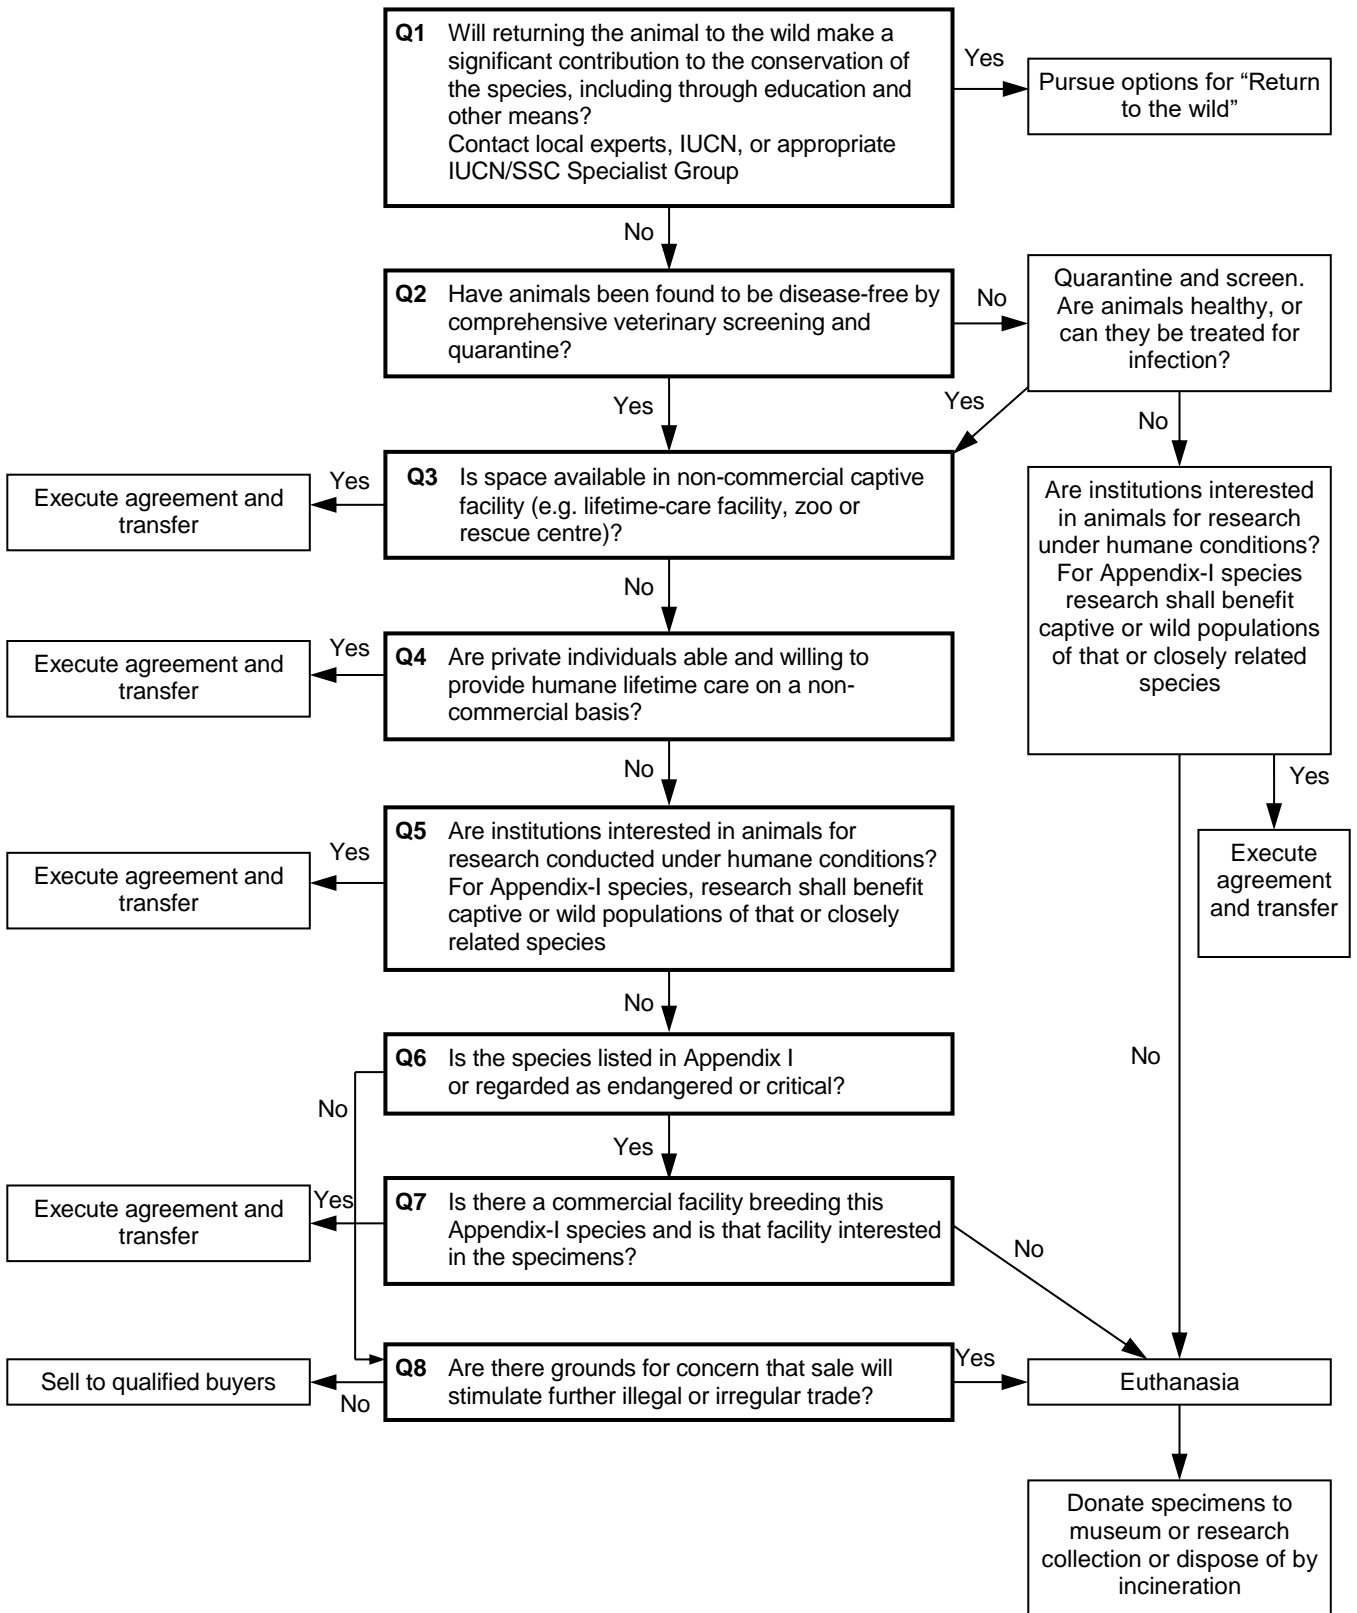 Q1 Will returning the animal to the wild make a
significant contribution to the conservation of
the species, including through education and
other means?
Contact local experts, IUCN, or appropriate
IUCN/SSC Specialist Group
Yes
Pursue options for “Return
to the wild”
No
Q2 Have animals been found to be disease-free by
comprehensive veterinary screening and
quarantine?
No
Quarantine and screen.
Are animals healthy, or
can they be treated for
infection?
Yes
Yes
No
Q3 Is space available in non-commercial captive
facility (e.g. lifetime-care facility, zoo or
rescue centre)?
Yes
Execute agreement and
transfer
Are institutions interested
in animals for research
under humane conditions?
For Appendix-I species
research shall benefit
captive or wild populations
of that or closely related
species
No
Q4 Are private individuals able and willing to
provide humane lifetime care on a non-
commercial basis?
Yes
Execute agreement and
transfer
No
Yes
Execute
agreement
and transfer
Q5 Are institutions interested in animals for
research conducted under humane conditions?
For Appendix-I species, research shall benefit
captive or wild populations of that or closely
related species
Yes
Execute agreement and
transfer
No
Q6 Is the species listed in Appendix I
or regarded as endangered or critical?
No
No
Yes
Q7 Is there a commercial facility breeding this
Appendix-I species and is that facility interested
in the specimens?
Yes
Execute agreement and
transfer
No
Q8 Are there grounds for concern that sale will
stimulate further illegal or irregular trade?
No
Sell to qualified buyers
Yes
Euthanasia
Donate specimens to
museum or research
collection or dispose of by
incineration